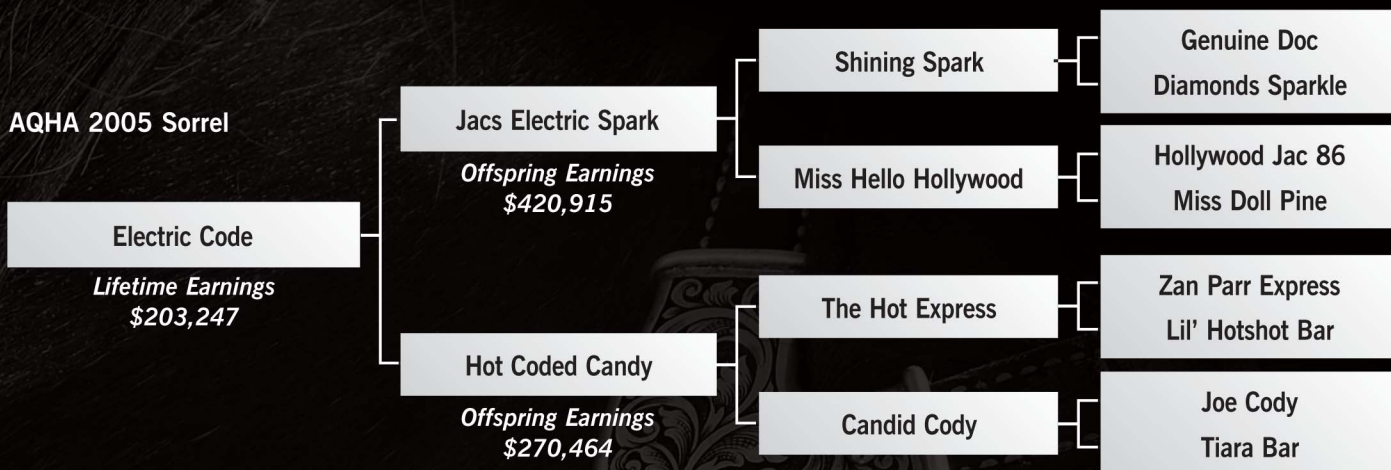 AQHA 2005 Sorrel
Electric Code
Lifetime Earnings
$203,247
Jacs Electric Spark
Offspring Earnings
$420,915
Hot Coded Candy
Offspring Earnings
$270,464
Shining Spark
Miss Hello Hollywood
The Hot Express
Candid Cody
Genuine Doc
Diamonds Sparkle
Hollywood Jac 86
Miss Doll Pine
Zan Parr Express
Lil' Hotshot Bar
Joe Cody
Tiara Bar